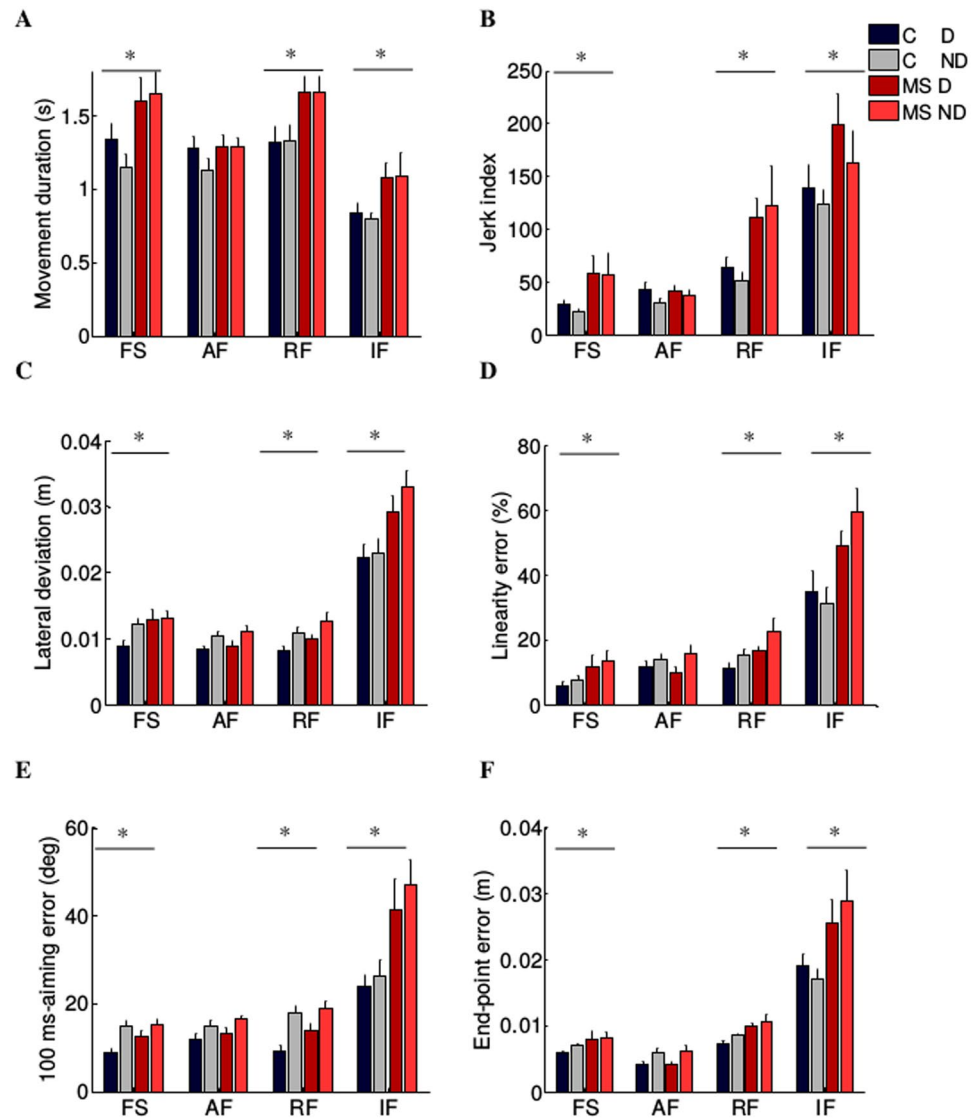 A
B
C D
C ND
MS D
MS ND
* * *
* * *
Movement duration (s)
1.5
1
0.5
0
FS AF RF IF
Jerk index
250
200
150
100
50
0
FS AF RF IF
C
D
* * *
* * *
Lateral deviation (m)
0.04
0.03
0.02
0.01
0
FS AF RF IF
Linearity error (%)
80
60
40
20
0
FS AF RF IF
E
F
* * *
* * *
100 ms-aiming error (deg)
60
40
20
0
FS AF RF IF
End-point error (m)
0.04
0.03
0.02
0.01
0
FS AF RF IF